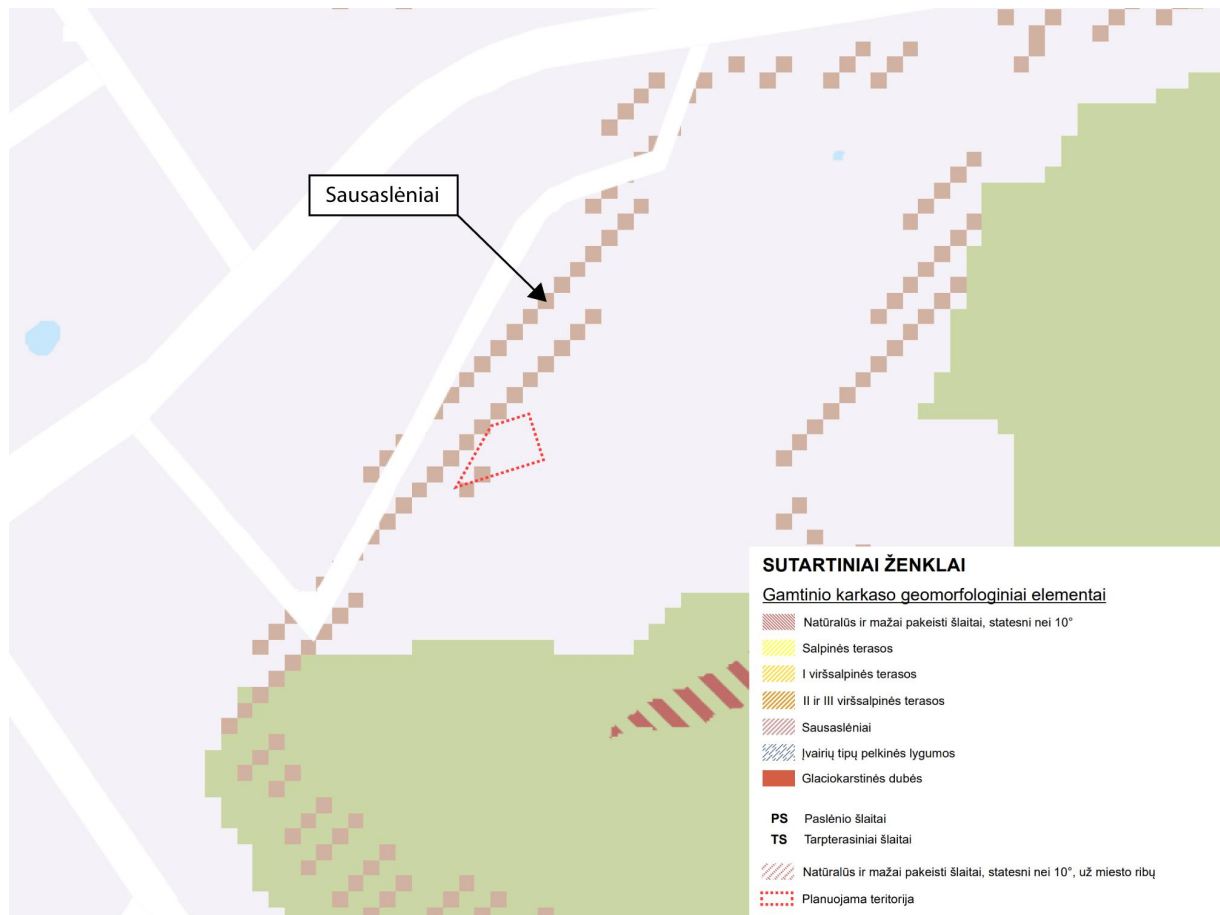 Sausaslėniai
SUTARTINIAI ŽENKLAI
Gamtinio karkaso geomorfologiniai elementai
Natūralūs ir mažai pakeisti šlaitai, statesni nei 10°
Salpinės terasos
I viršsalpinės terasos
II ir III viršsalpinės terasos
Sausaslėniai
Įvairių tipų pelkinės lygumos
Glaciokarstinės dubės
PS Paslėnio šlaitai
TS Tarpterasiniai šlaitai
Natūralūs ir mažai pakeisti šlaitai, statesni nei 10°, už miesto ribų
Planuojama teritorija